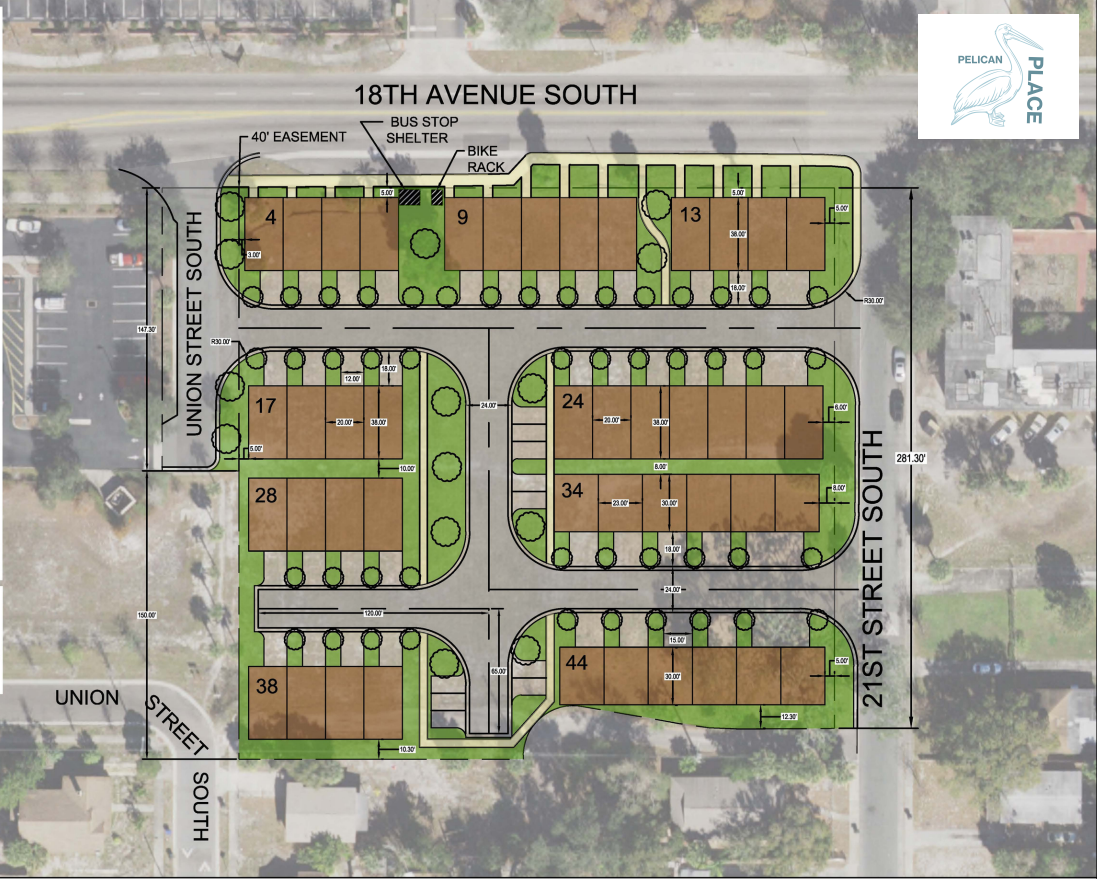 PELICAN
PLACE
18TH AVENUE SOUTH
BUS STOP
SHELTER
40' EASEMENT
BIKE
RACK
5.00'
5.00'
5.00'
4
9
13
38.00'
3.00'
18.00'
R30.00'
UNION STREET SOUTH
147.30'
R30.00'
18.00'
12.00'
17
20.00'
38.00'
5.00'
10.00'
24.00'
24
20.00'
38.00'
6.00'
8.00'
281.30'
28
34
23.00'
30.00'
8.00'
18.00'
21ST STREET SOUTH
24.00'
150.00'
120.00'
15.00'
65.00'
38
44
30.00'
5.00'
12.30'
10.30'
UNION
STREET
SOUTH